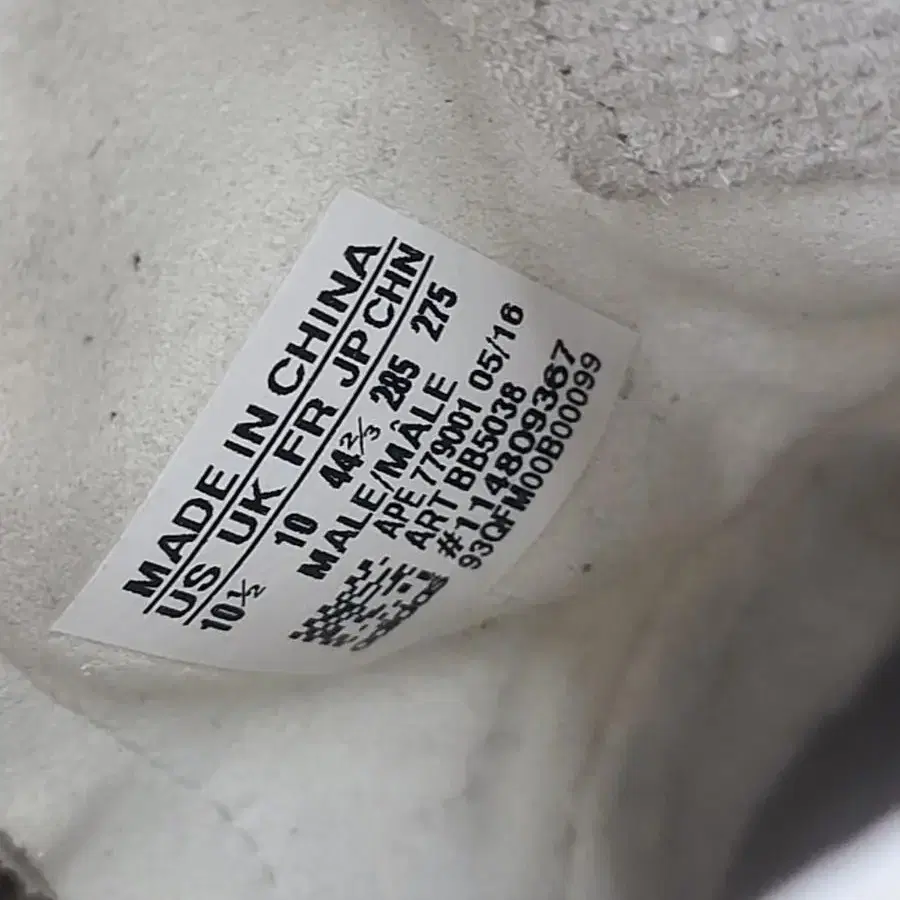 MADE IN CHINA
US UK FR JP CHN
10½ 10 44⅔ 285 275
MALE/MÂLE
APE 779001 05/16
ART BB5038
#114809367
93QFM00B00099
adidas